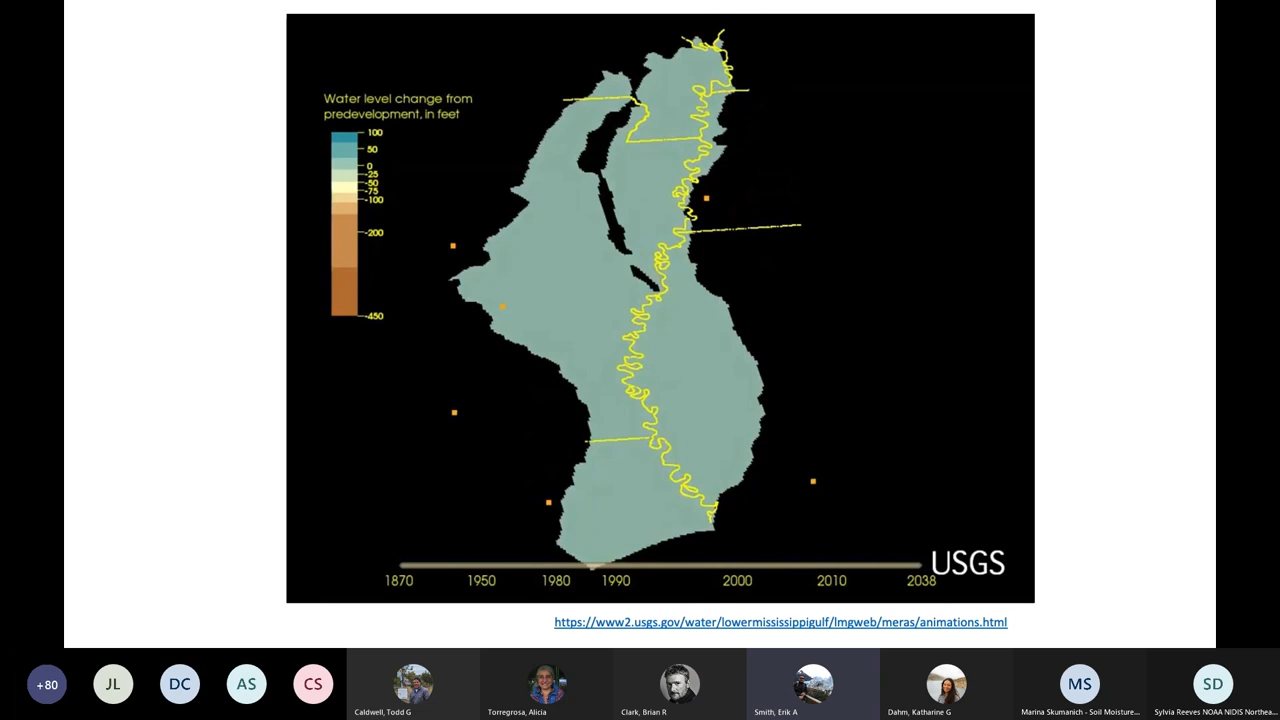 Water level change from
predevelopment, in feet
100
50
0
-25
-50
-75
-100
-200
-450
USGS
1870 1950 1980 1990 2000 2010 2038
https://www2.usgs.gov/water/lowermississippigulf/lmgweb/meras/animations.html
+80 JL DC AS CS MS SD
Caldwell, Todd G
Torregrosa, Alicia
Clark, Brian R
Smith, Erik A
Dahm, Katharine G
Marina Skumanich - Soil Moisture...
Sylvia Reeves NOAA NIDIS Northea...